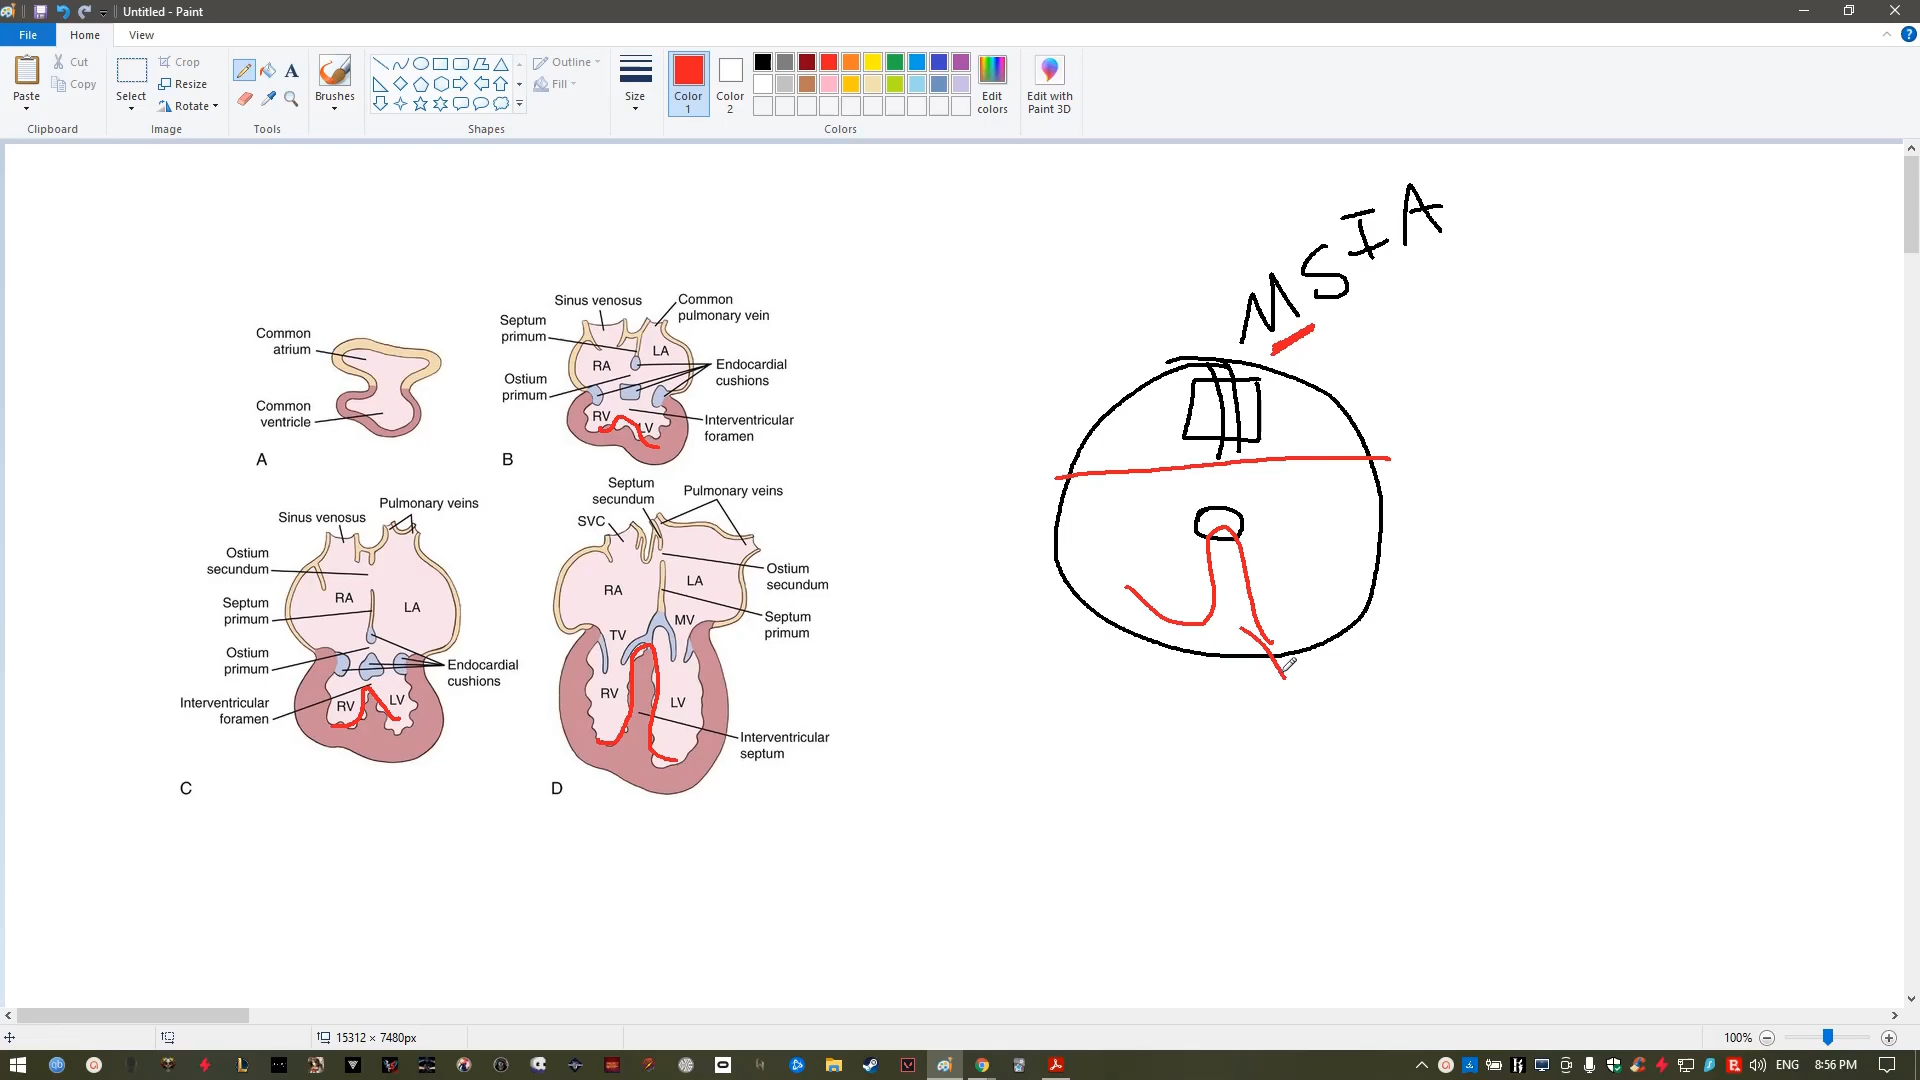 Untitled - Paint
File
Home
View
Paste
Cut
Copy
Clipboard
Select
Crop
Resize
Rotate
Image
Tools
Brushes
Shapes
Outline
Fill
Size
Color
1
Color
2
Edit
colors
Colors
Edit with
Paint 3D
MSIA
Common
atrium
Common
ventricle
A
Sinus venosus
Common
pulmonary vein
Septum
primum
RA
LA
Endocardial
cushions
Ostium
primum
RV
LV
Interventricular
foramen
B
Sinus venosus
Pulmonary veins
Ostium
secundum
RA
LA
Septum
primum
Ostium
primum
Endocardial
cushions
Interventricular
foramen
RV
LV
C
Septum
secundum
Pulmonary veins
SVC
Ostium
secundum
RA
LA
Septum
primum
TV
MV
RV
LV
Interventricular
septum
D
15312 × 7480px
100%
ENG
8:56 PM